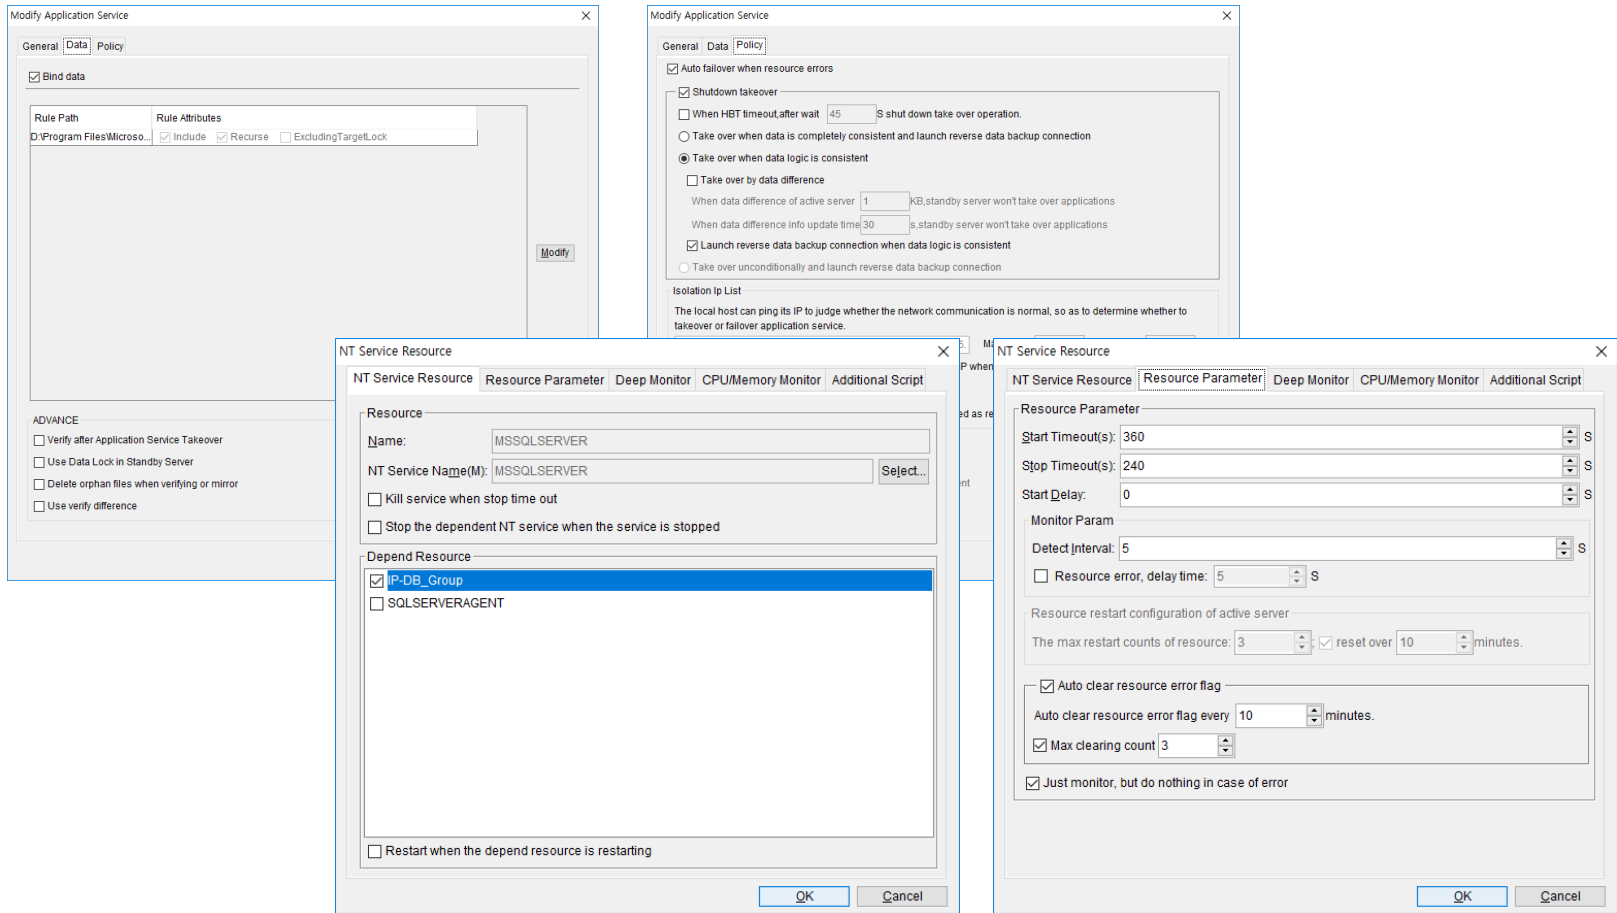 Modify Application Service
General Data Policy
Bind data
Rule Path Rule Attributes
D:\Program Files\Microso... Include Recurse ExcludingTargetLock
Modify
ADVANCE
Verify after Application Service Takeover
Use Data Lock in Standby Server
Delete orphan files when verifying or mirror
Use verify difference
Modify Application Service
General Data Policy
Auto failover when resource errors
Shutdown takeover
When HBT timeout,after wait 45 S shut down take over operation.
Take over when data is completely consistent and launch reverse data backup connection
Take over when data logic is consistent
Take over by data difference
When data difference of active server 1 KB,standby server won't take over applications
When data difference info update time 30 s,standby server won't take over applications
Launch reverse data backup connection when data logic is consistent
Take over unconditionally and launch reverse data backup connection
Isolation Ip List
The local host can ping its IP to judge whether the network communication is normal, so as to determine whether to
takeover or failover application service.
P when
ed as re
NT Service Resource
NT Service Resource Resource Parameter Deep Monitor CPU/Memory Monitor Additional Script
Resource
Name: MSSQLSERVER
NT Service Name(M): MSSQLSERVER Select...
Kill service when stop time out
Stop the dependent NT service when the service is stopped
Depend Resource
IP-DB_Group
SQLSERVERAGENT
Restart when the depend resource is restarting
OK Cancel
NT Service Resource
NT Service Resource Resource Parameter Deep Monitor CPU/Memory Monitor Additional Script
Resource Parameter
Start Timeout(s): 360 S
Stop Timeout(s): 240 S
Start Delay: 0 S
Monitor Param
Detect Interval: 5 S
Resource error, delay time: 5 S
Resource restart configuration of active server
The max restart counts of resource: 3 ; reset over 10 minutes.
Auto clear resource error flag
Auto clear resource error flag every 10 minutes.
Max clearing count 3
Just monitor, but do nothing in case of error
OK Cancel